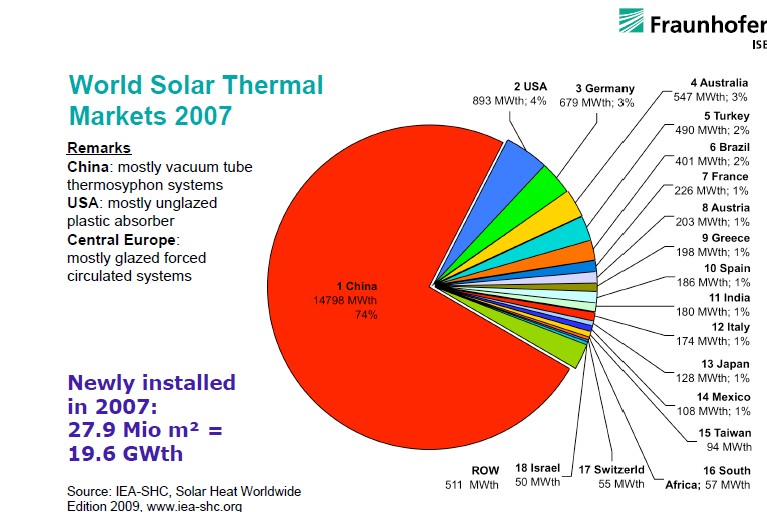 Fraunhofer
ISE
World Solar Thermal
Markets 2007
Remarks
China: mostly vacuum tube
thermosyphon systems
USA: mostly unglazed
plastic absorber
Central Europe:
mostly glazed forced
circulated systems
Newly installed
in 2007:
27.9 Mio m² =
19.6 GWth
Source: IEA-SHC, Solar Heat Worldwide
Edition 2009, www.iea-shc.org
1 China
14798 MWth
74%
2 USA
893 MWth; 4%
3 Germany
679 MWth; 3%
4 Australia
547 MWth; 3%
5 Turkey
490 MWth; 2%
6 Brazil
401 MWth; 2%
7 France
226 MWth; 1%
8 Austria
203 MWth; 1%
9 Greece
198 MWth; 1%
10 Spain
186 MWth; 1%
11 India
180 MWth; 1%
12 Italy
174 MWth; 1%
13 Japan
128 MWth; 1%
14 Mexico
108 MWth; 1%
15 Taiwan
94 MWth
16 South
Africa; 57 MWth
17 Switzerld
55 MWth
18 Israel
50 MWth
ROW
511 MWth